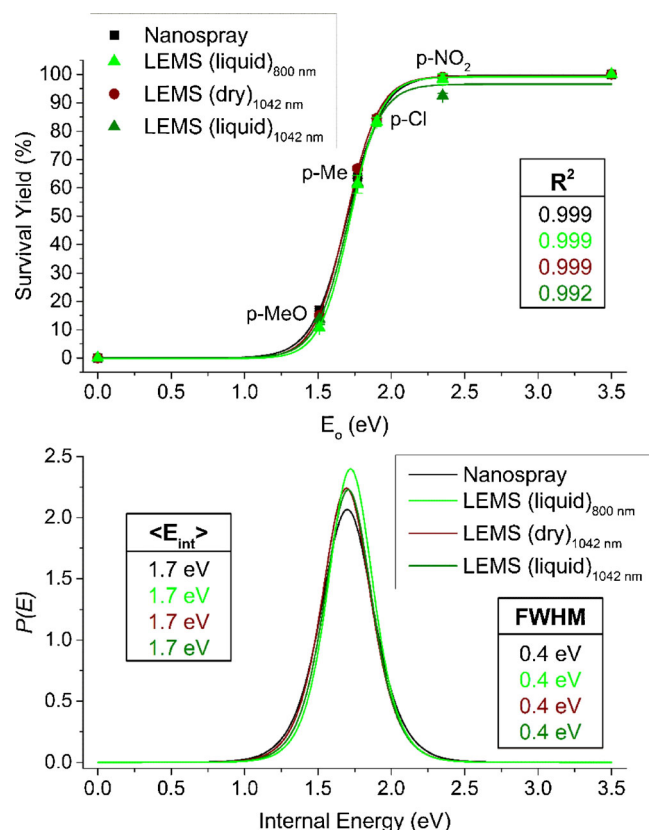 Nanospray
LEMS (liquid)800 nm
LEMS (dry)1042 nm
LEMS (liquid)1042 nm
p-NO2
p-Cl
p-Me
p-MeO
R2
0.999
0.999
0.999
0.992
Survival Yield (%)
100
90
80
70
60
50
40
30
20
10
0
0.0 0.5 1.0 1.5 2.0 2.5 3.0 3.5
Eo (eV)
Nanospray
LEMS (liquid)800 nm
LEMS (dry)1042 nm
LEMS (liquid)1042 nm
<Eint>
1.7 eV
1.7 eV
1.7 eV
1.7 eV
FWHM
0.4 eV
0.4 eV
0.4 eV
0.4 eV
P(E)
2.5
2.0
1.5
1.0
0.5
0.0
0.0 0.5 1.0 1.5 2.0 2.5 3.0 3.5
Internal Energy (eV)